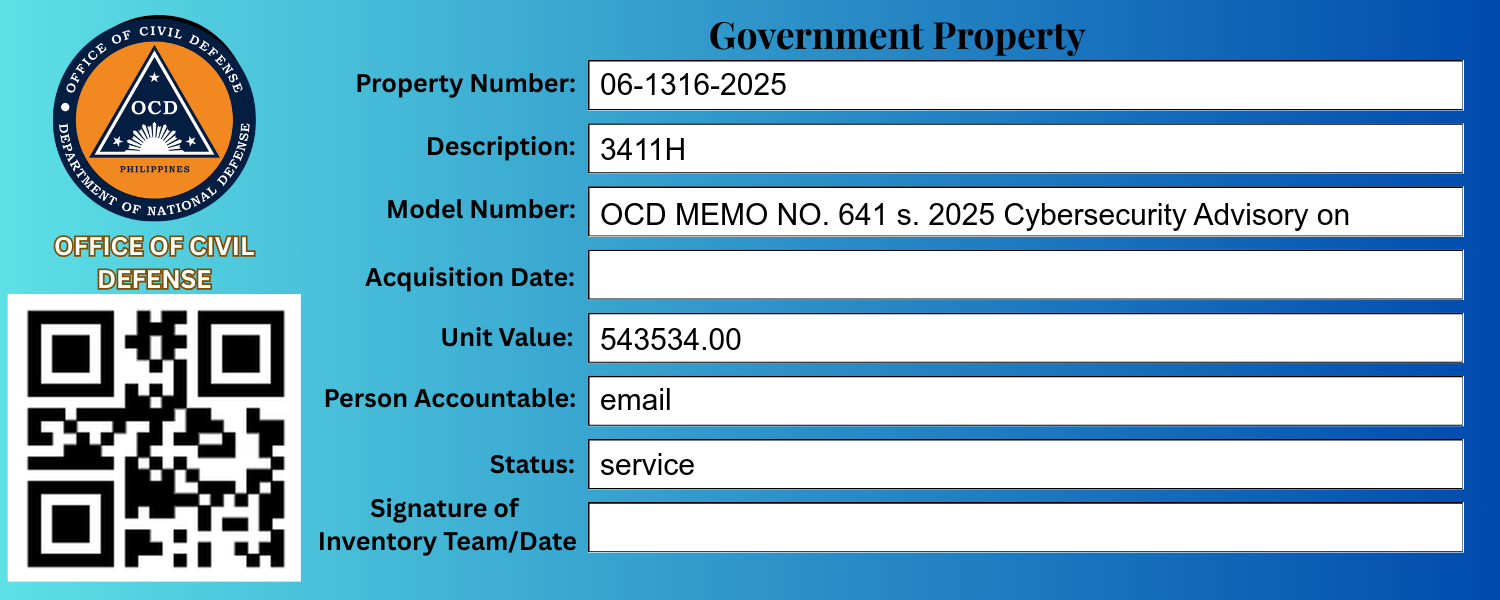 OFFICE OF CIVIL DEFENSE
OCD
PHILIPPINES
DEPARTMENT OF NATIONAL DEFENSE
OFFICE OF CIVIL
DEFENSE
Government Property
Property Number: 06-1316-2025
Description: 3411H
Model Number: OCD MEMO NO. 641 s. 2025 Cybersecurity Advisory on
Acquisition Date:
Unit Value: 543534.00
Person Accountable: email
Status: service
Signature of
Inventory Team/Date